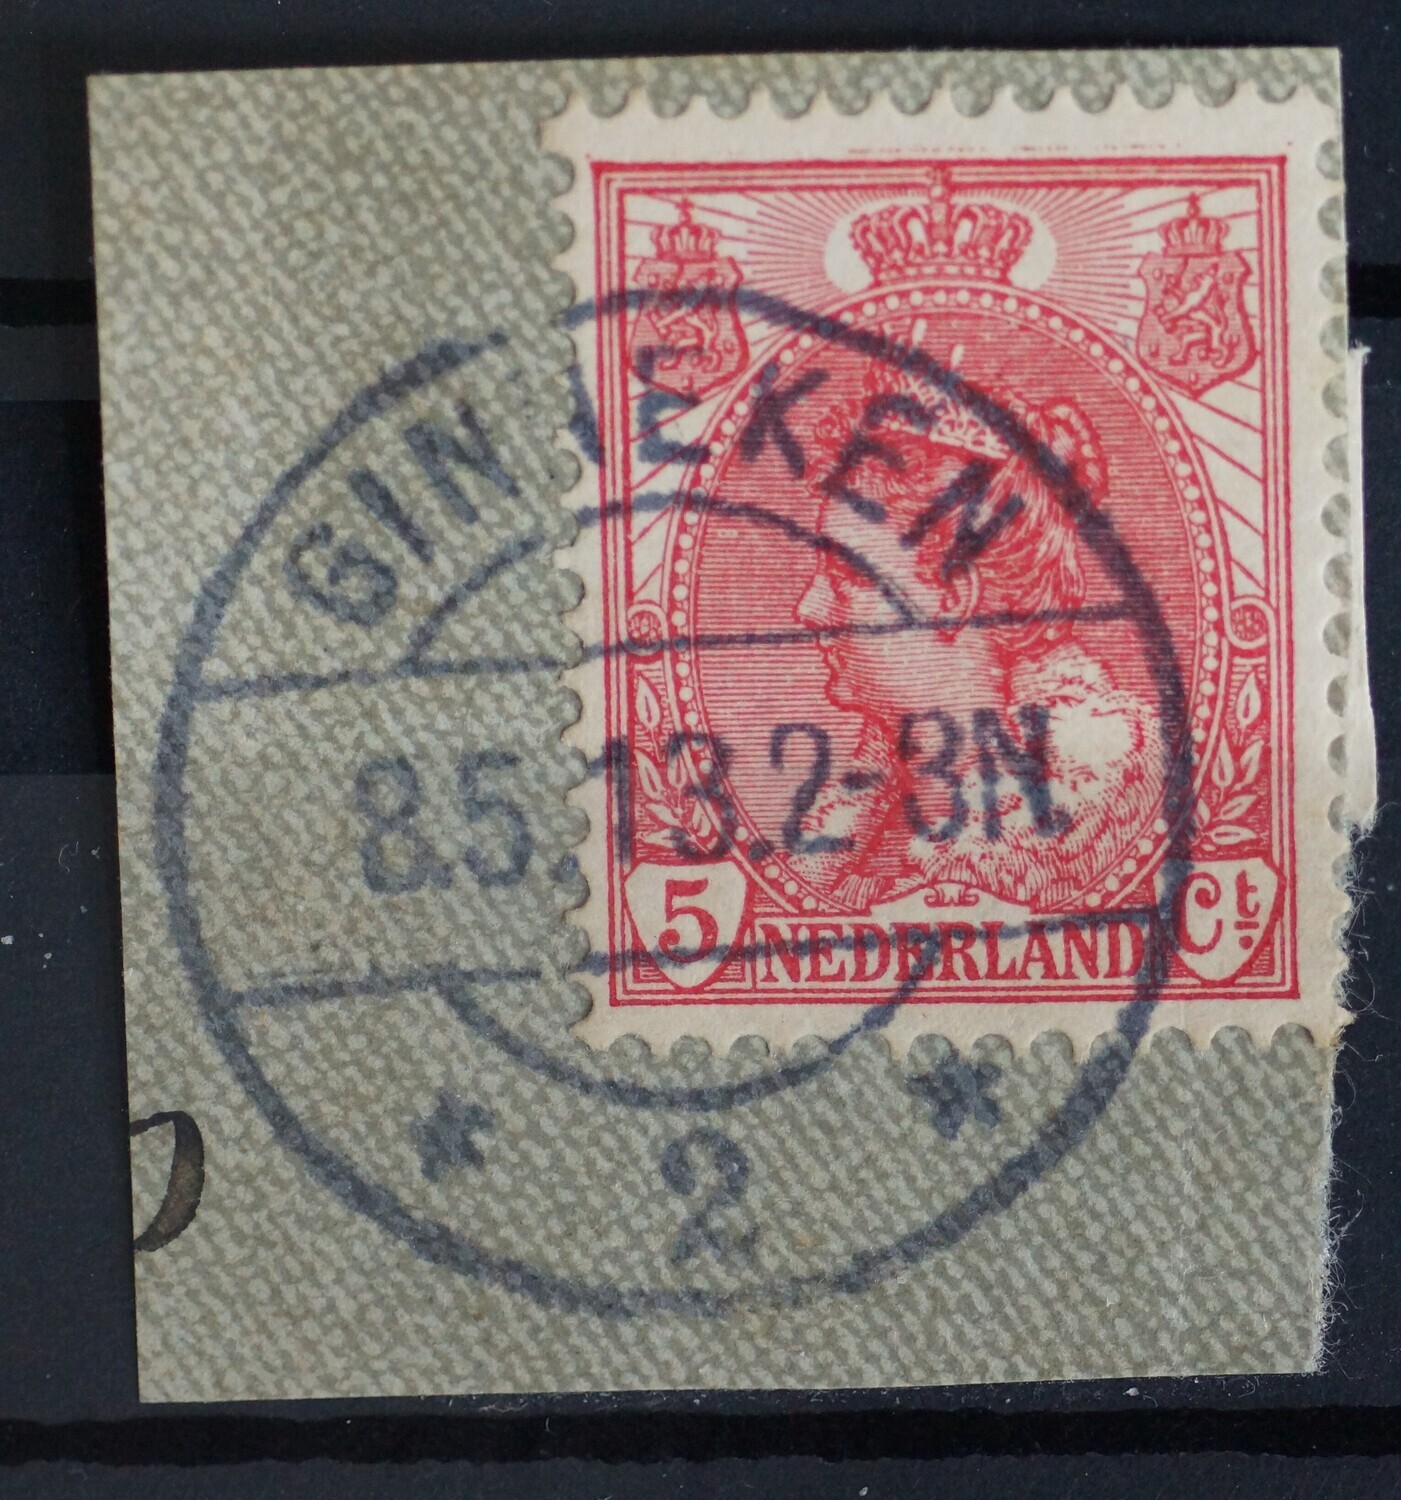 GINNEKEN
8.5.13.2-3N
5 NEDERLAND Ct.
* 2 *